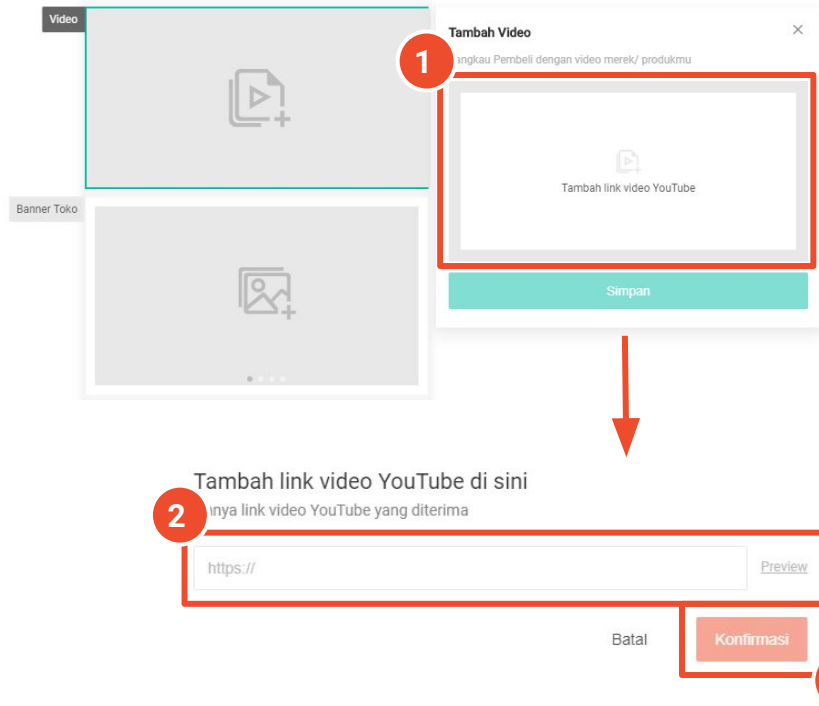 Video
Tambah Video
1
angkau Pembeli dengan video merek/ produkmu
Tambah link video YouTube
Banner Toko
Simpan
Tambah link video YouTube di sini
2
nya link video YouTube yang diterima
https://
Preview
Batal
Konfirmasi